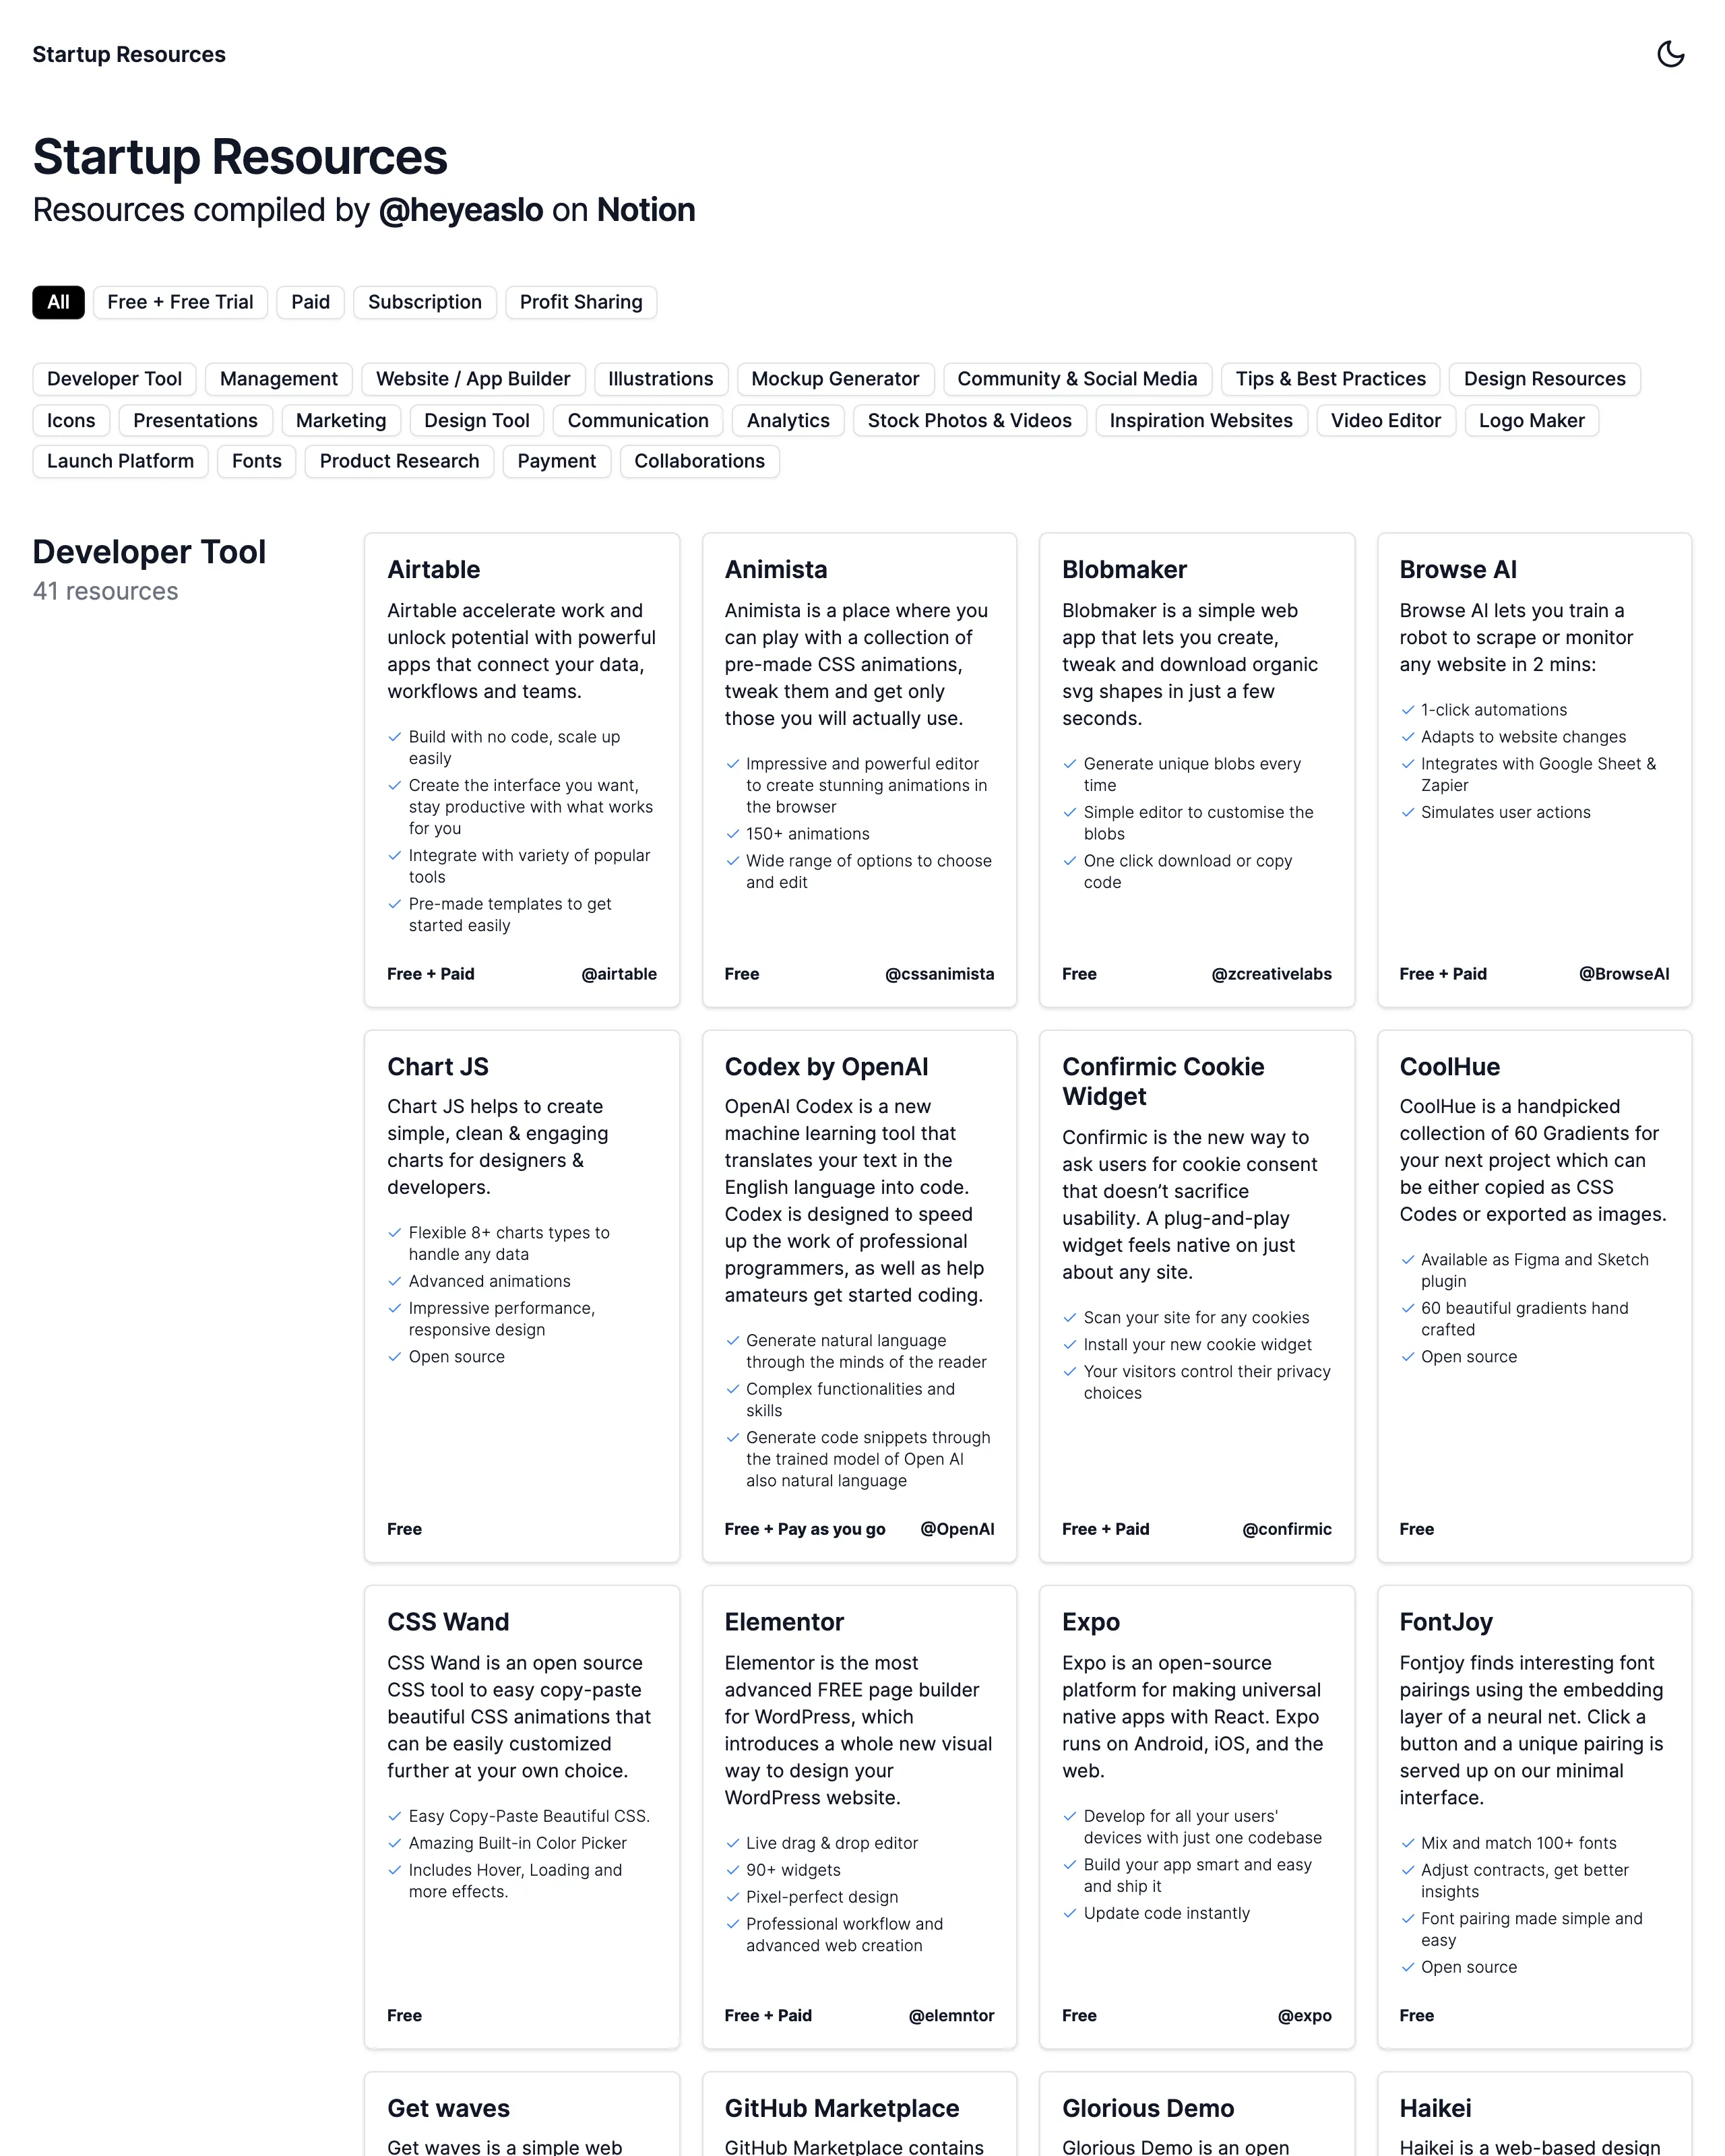 Startup Resources
Startup Resources
Resources compiled by @heyeaslo on Notion
All
Free + Free Trial
Paid
Subscription
Profit Sharing
Developer Tool
Management
Website / App Builder
Illustrations
Mockup Generator
Community & Social Media
Tips & Best Practices
Design Resources
Icons
Presentations
Marketing
Design Tool
Communication
Analytics
Stock Photos & Videos
Inspiration Websites
Video Editor
Logo Maker
Launch Platform
Fonts
Product Research
Payment
Collaborations
Developer Tool
41 resources
Airtable
Airtable accelerate work and
unlock potential with powerful
apps that connect your data,
workflows and teams.
Build with no code, scale up
easily
Create the interface you want,
stay productive with what works
for you
Integrate with variety of popular
tools
Pre-made templates to get
started easily
Free + Paid
@airtable
Animista
Animista is a place where you
can play with a collection of
pre-made CSS animations,
tweak them and get only
those you will actually use.
Impressive and powerful editor
to create stunning animations in
the browser
150+ animations
Wide range of options to choose
and edit
Free
@cssanimista
Blobmaker
Blobmaker is a simple web
app that lets you create,
tweak and download organic
svg shapes in just a few
seconds.
Generate unique blobs every
time
Simple editor to customise the
blobs
One click download or copy
code
Free
@zcreativelabs
Browse AI
Browse AI lets you train a
robot to scrape or monitor
any website in 2 mins:
1-click automations
Adapts to website changes
Integrates with Google Sheet &
Zapier
Simulates user actions
Free + Paid
@BrowseAI
Chart JS
Chart JS helps to create
simple, clean & engaging
charts for designers &
developers.
Flexible 8+ charts types to
handle any data
Advanced animations
Impressive performance,
responsive design
Open source
Free
Codex by OpenAI
OpenAI Codex is a new
machine learning tool that
translates your text in the
English language into code.
Codex is designed to speed
up the work of professional
programmers, as well as help
amateurs get started coding.
Generate natural language
through the minds of the reader
Complex functionalities and
skills
Generate code snippets through
the trained model of Open AI
also natural language
Free + Pay as you go
@OpenAI
Confirmic Cookie
Widget
Confirmic is the new way to
ask users for cookie consent
that doesn’t sacrifice
usability. A plug-and-play
widget feels native on just
about any site.
Scan your site for any cookies
Install your new cookie widget
Your visitors control their privacy
choices
Free + Paid
@confirmic
CoolHue
CoolHue is a handpicked
collection of 60 Gradients for
your next project which can
be either copied as CSS
Codes or exported as images.
Available as Figma and Sketch
plugin
60 beautiful gradients hand
crafted
Open source
Free
CSS Wand
CSS Wand is an open source
CSS tool to easy copy-paste
beautiful CSS animations that
can be easily customized
further at your own choice.
Easy Copy-Paste Beautiful CSS.
Amazing Built-in Color Picker
Includes Hover, Loading and
more effects.
Free
Elementor
Elementor is the most
advanced FREE page builder
for WordPress, which
introduces a whole new visual
way to design your
WordPress website.
Live drag & drop editor
90+ widgets
Pixel-perfect design
Professional workflow and
advanced web creation
Free + Paid
@elemntor
Expo
Expo is an open-source
platform for making universal
native apps with React. Expo
runs on Android, iOS, and the
web.
Develop for all your users'
devices with just one codebase
Build your app smart and easy
and ship it
Update code instantly
Free
@expo
FontJoy
Fontjoy finds interesting font
pairings using the embedding
layer of a neural net. Click a
button and a unique pairing is
served up on our minimal
interface.
Mix and match 100+ fonts
Adjust contracts, get better
insights
Font pairing made simple and
easy
Open source
Free
Get waves
Get waves is a simple web
GitHub Marketplace
GitHub Marketplace contains
Glorious Demo
Glorious Demo is an open
Haikei
Haikei is a web-based design